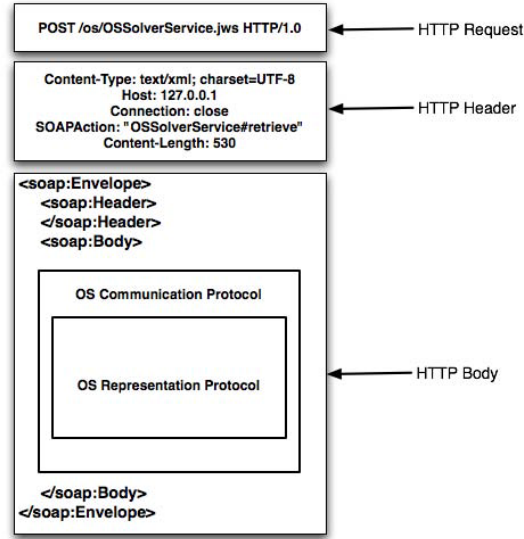 POST /os/OSSolverService.jws HTTP/1.0
HTTP Request
Content-Type: text/xml; charset=UTF-8
Host: 127.0.0.1
Connection: close
SOAPAction: "OSSolverService#retrieve"
Content-Length: 530
HTTP Header
<soap:Envelope>
<soap:Header>
</soap:Header>
<soap:Body>
OS Communication Protocol
OS Representation Protocol
HTTP Body
</soap:Body>
</soap:Envelope>